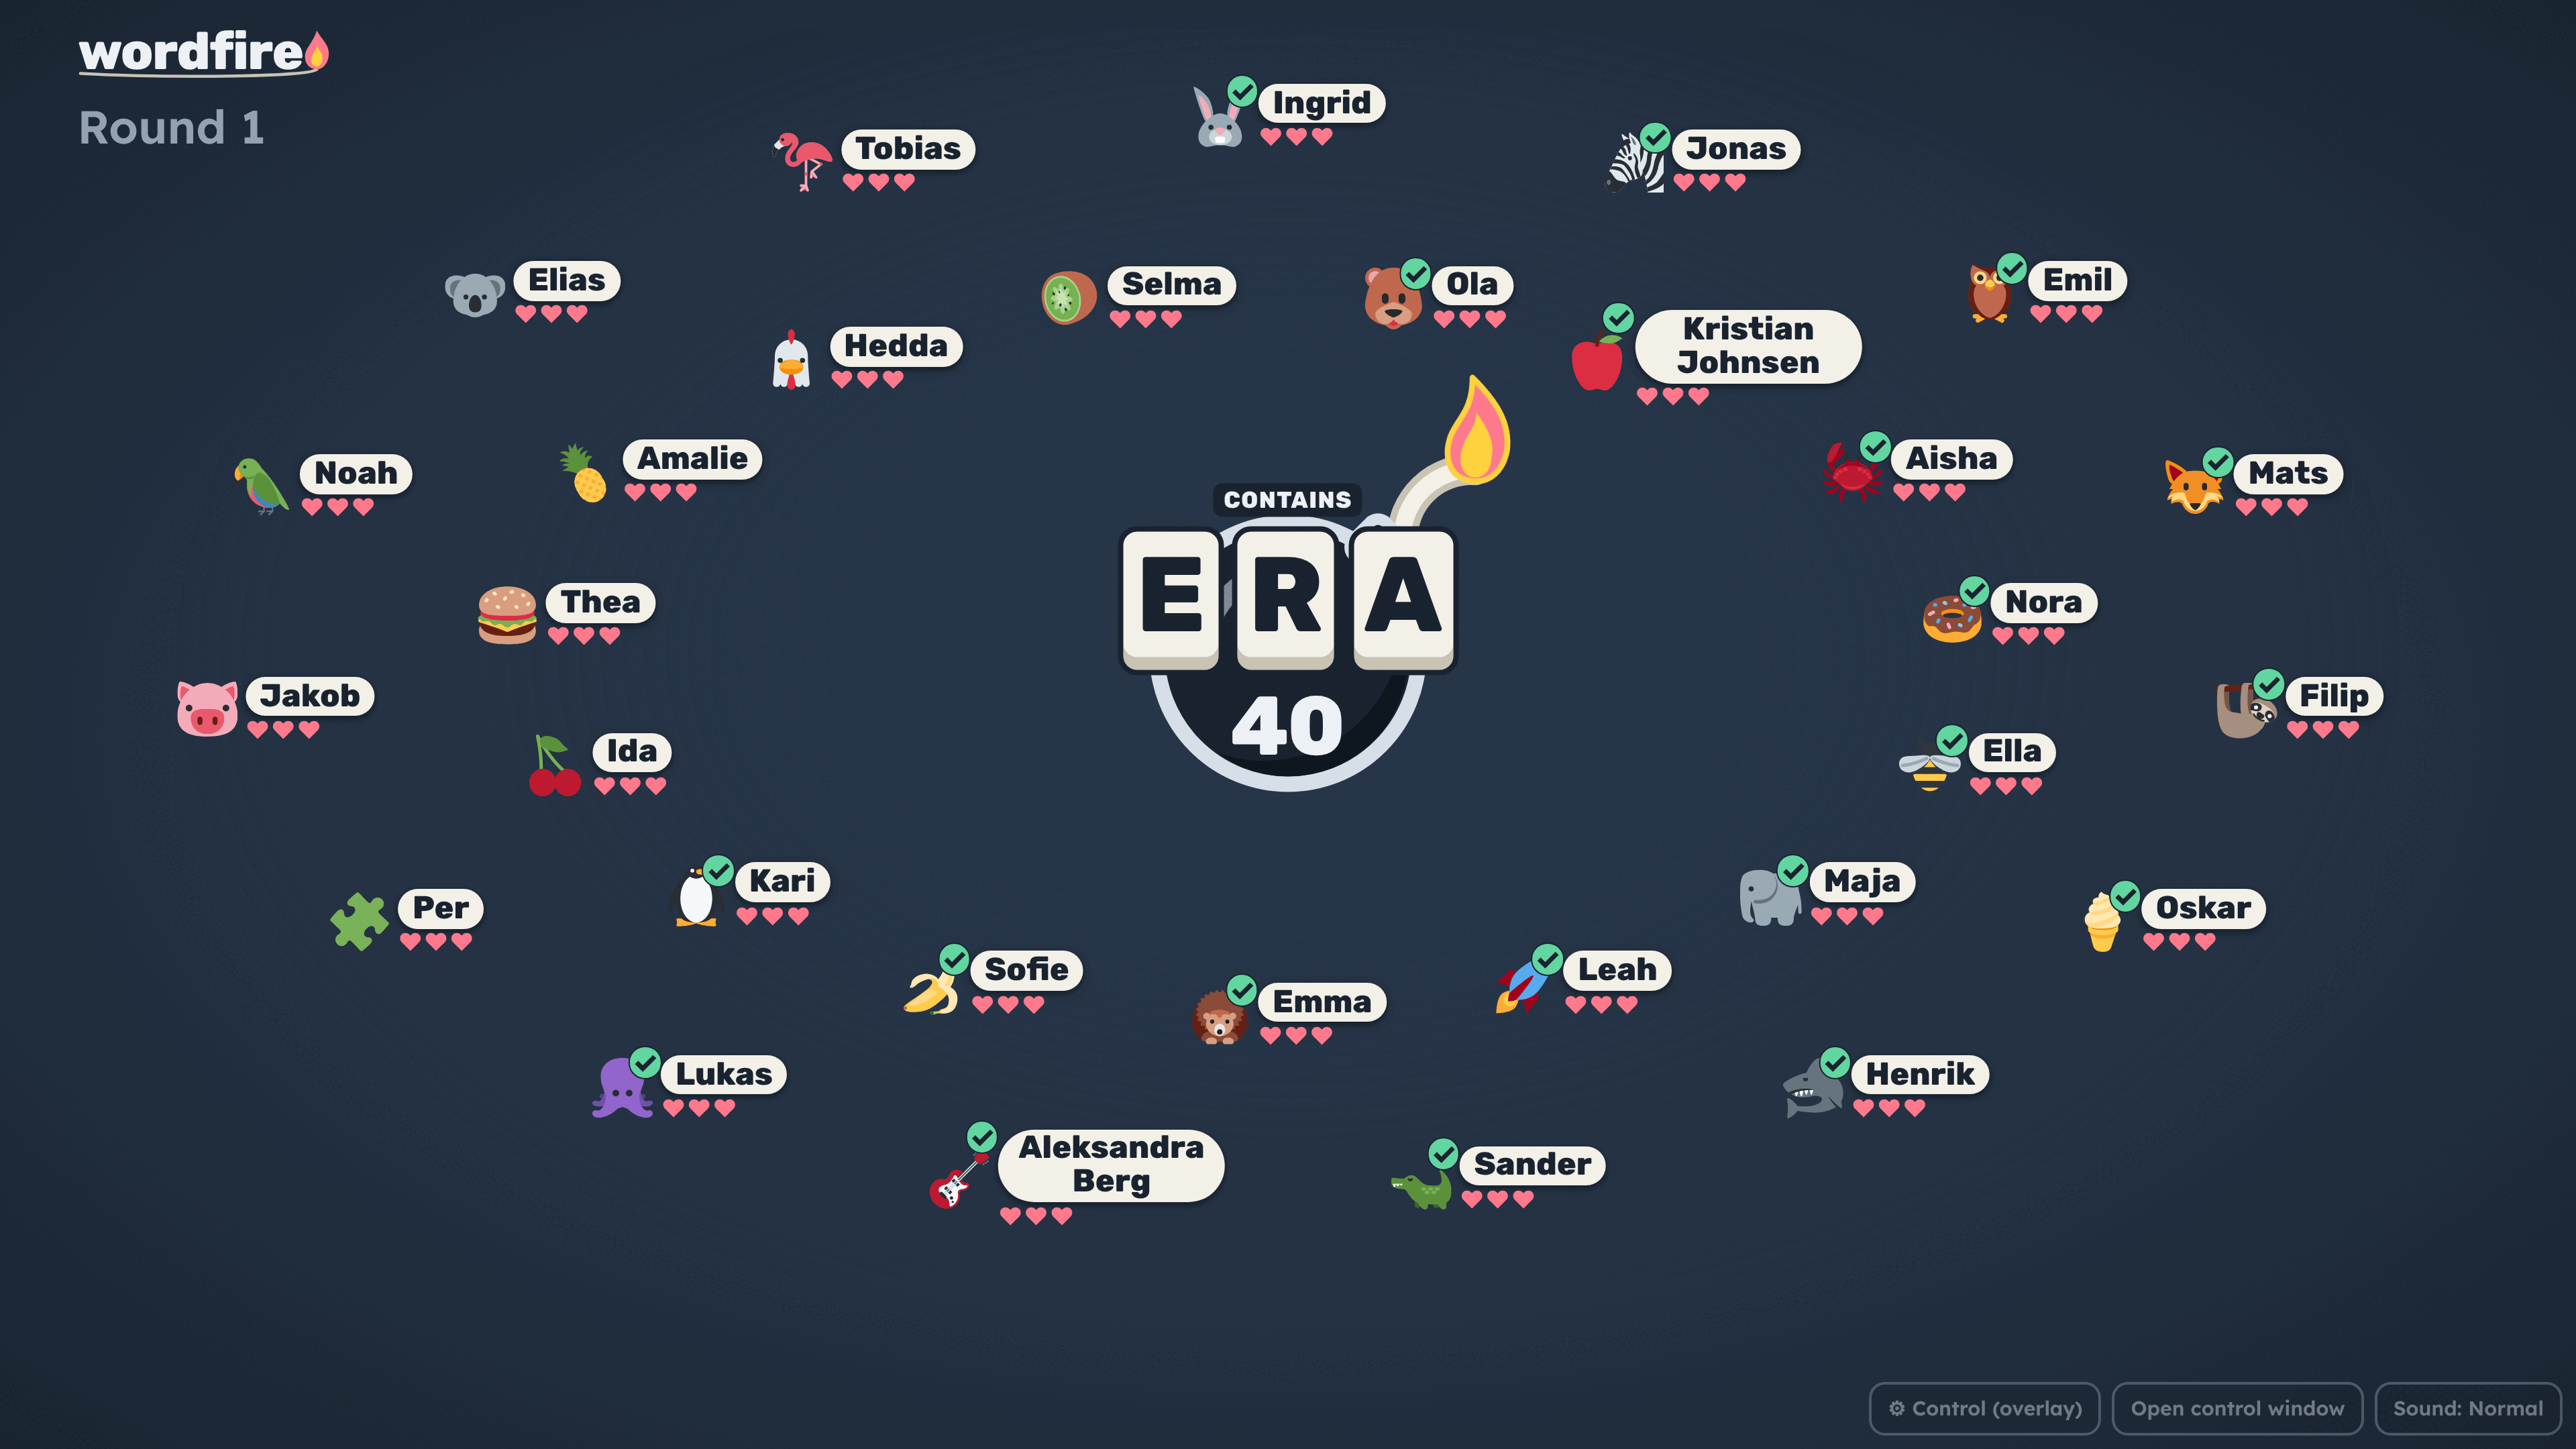 wordfire
Round 1
Ingrid
Tobias
Jonas
Elias
Selma
Ola
Emil
Kristian
Johnsen
Hedda
Noah
Amalie
Aisha
Mats
CONTAINS
ERA
40
Thea
Nora
Jakob
Filip
Ida
Ella
Per
Kari
Maja
Oskar
Sofie
Emma
Leah
Lukas
Henrik
Aleksandra
Berg
Sander
⚙ Control (overlay)
Open control window
Sound: Normal